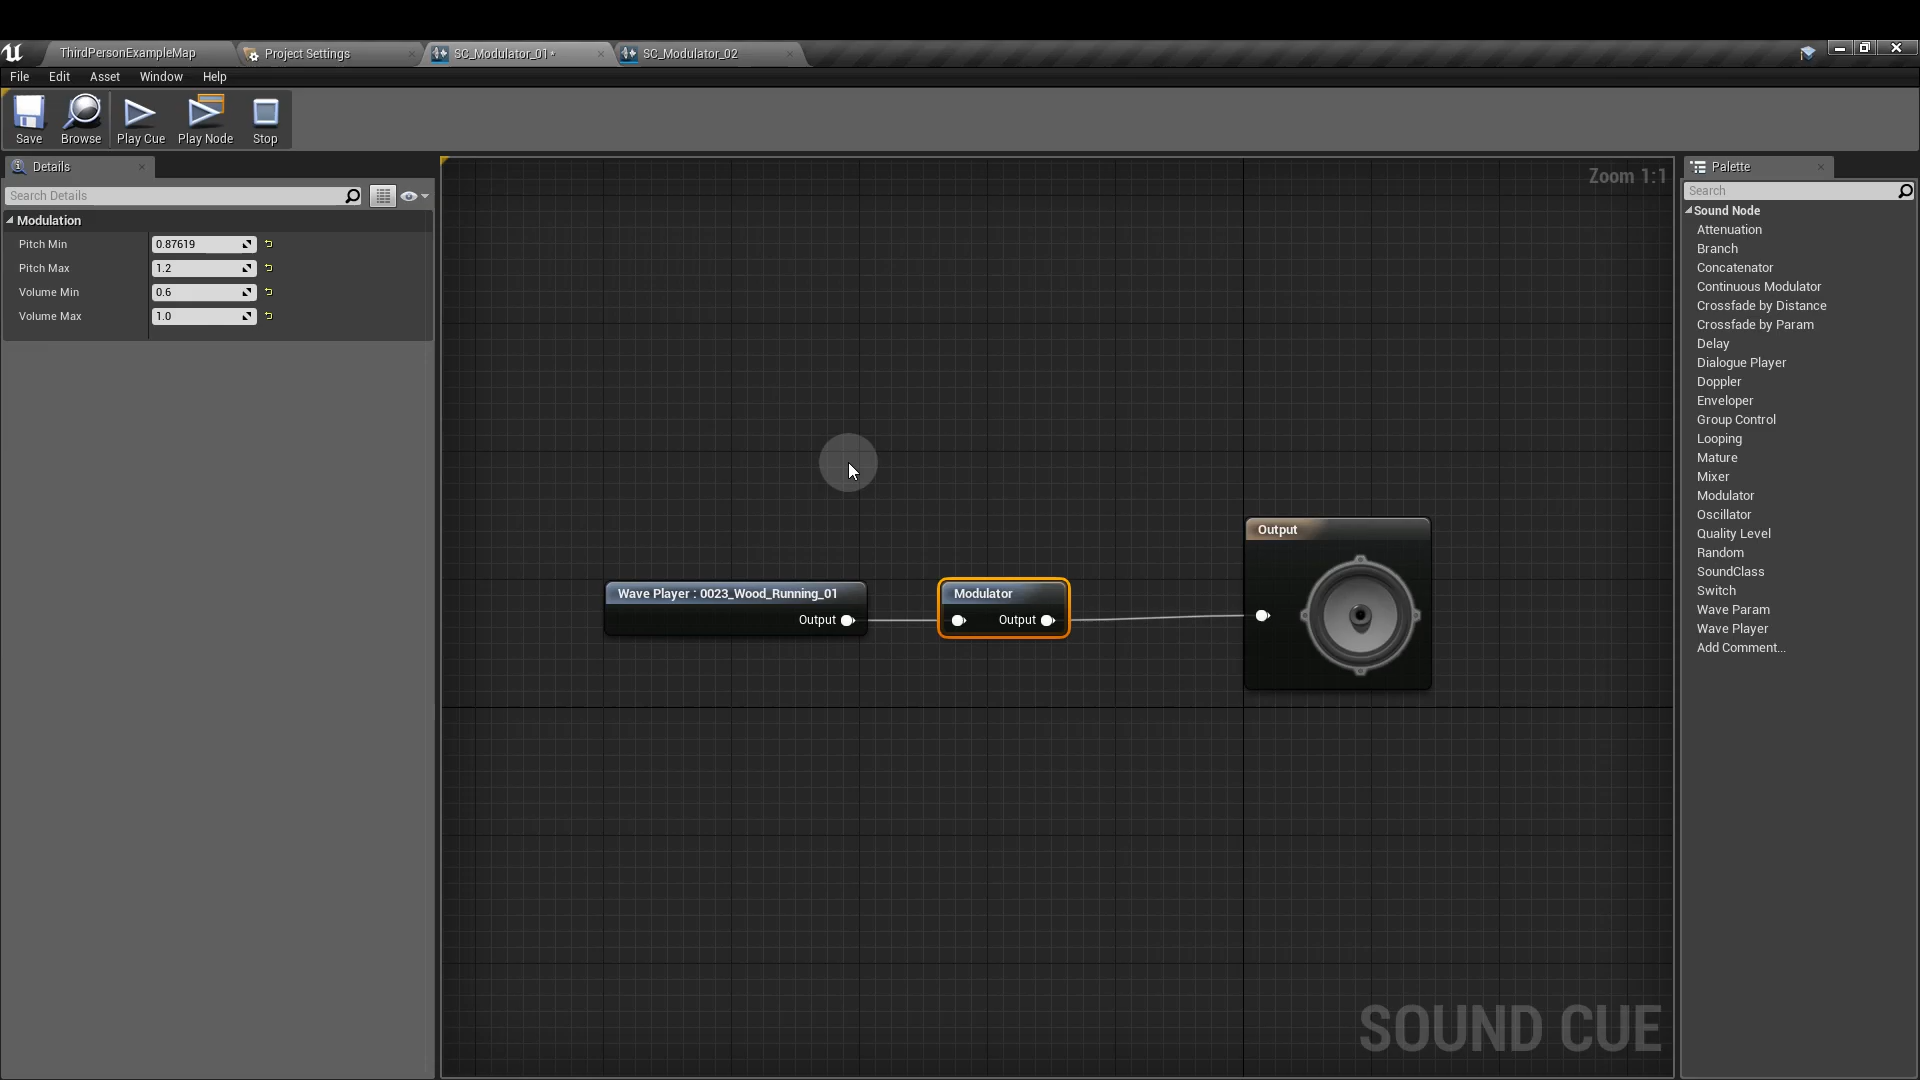 ThirdPersonExampleMap
Project Settings
SC_Modulator_01*
SC_Modulator_02
File Edit Asset Window Help
Save Browse Play Cue Play Node Stop
Details
Search Details
Modulation
Pitch Min 0.87619
Pitch Max 1.2
Volume Min 0.6
Volume Max 1.0
Zoom 1:1
Wave Player : 0023_Wood_Running_01
Output
Modulator
Output
Output
SOUND CUE
Palette
Search
Sound Node
Attenuation
Branch
Concatenator
Continuous Modulator
Crossfade by Distance
Crossfade by Param
Delay
Dialogue Player
Doppler
Enveloper
Group Control
Looping
Mature
Mixer
Modulator
Oscillator
Quality Level
Random
SoundClass
Switch
Wave Param
Wave Player
Add Comment...